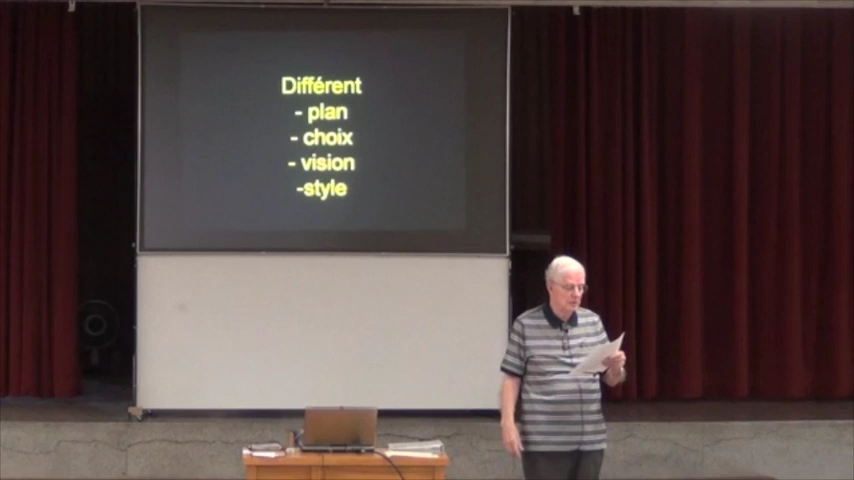 Différent
- plan
- choix
- vision
-style